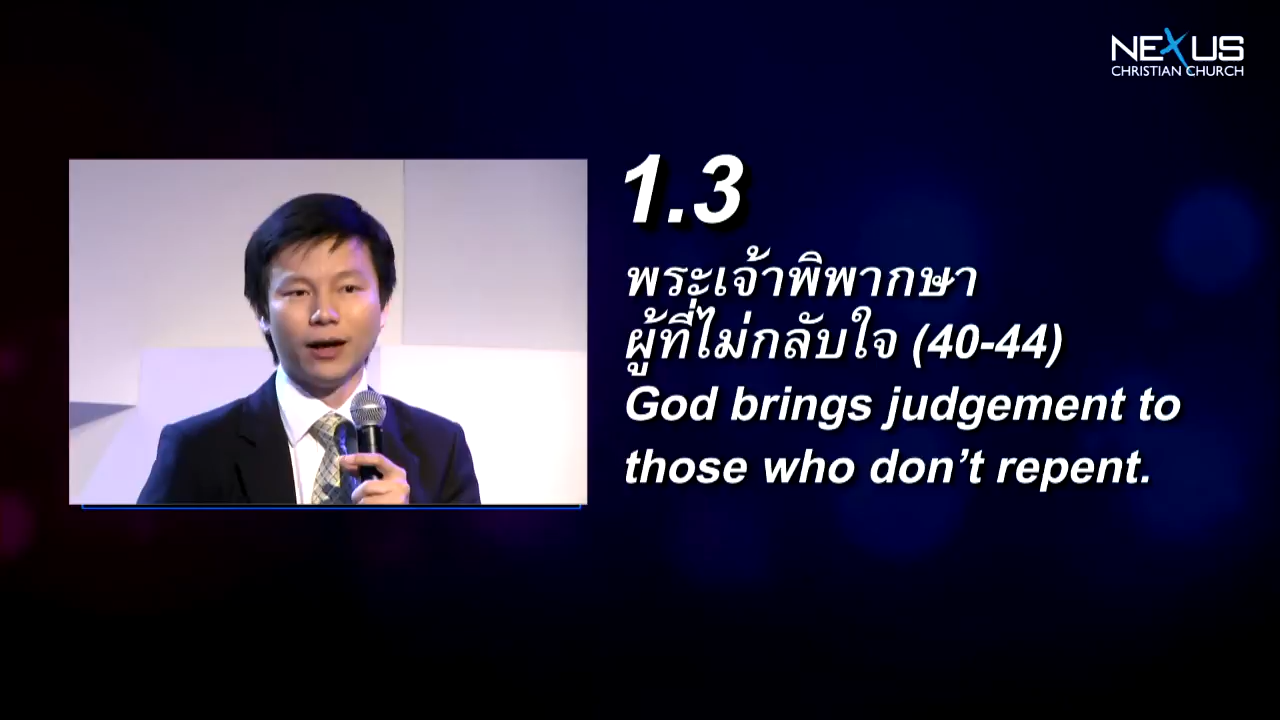 NEXUS
CHRISTIAN CHURCH
1.3
พระเจ้าพิพากษา
ผู้ที่ไม่กลับใจ (40-44)
God brings judgement to
those who don’t repent.